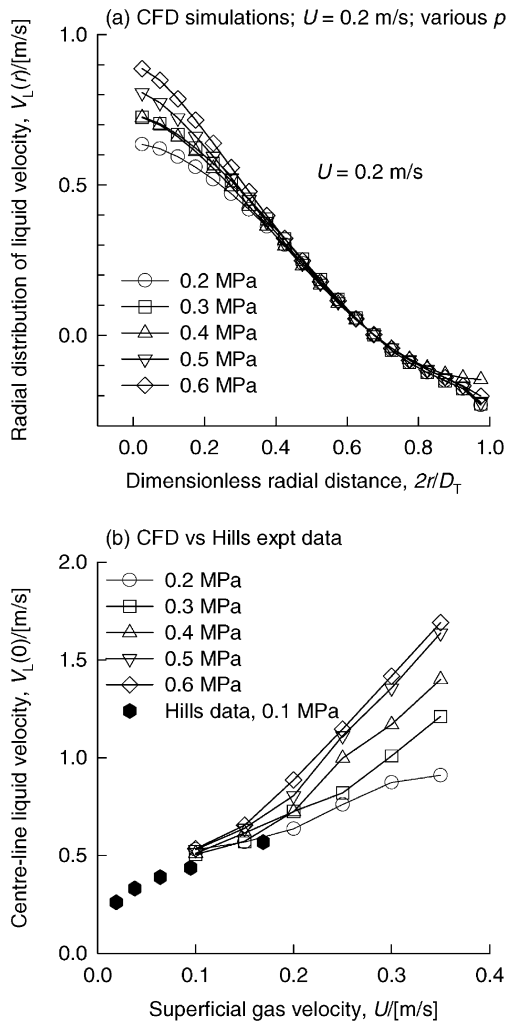 (a) CFD simulations; U = 0.2 m/s; various p
Radial distribution of liquid velocity, VL(r)/[m/s]
1.0
0.5
0.0
U = 0.2 m/s
0.2 MPa
0.3 MPa
0.4 MPa
0.5 MPa
0.6 MPa
0.0 0.2 0.4 0.6 0.8 1.0
Dimensionless radial distance, 2r/DT
(b) CFD vs Hills expt data
Centre-line liquid velocity, VL(0)/[m/s]
2.0
1.5
1.0
0.5
0.0
0.2 MPa
0.3 MPa
0.4 MPa
0.5 MPa
0.6 MPa
Hills data, 0.1 MPa
0.0 0.1 0.2 0.3 0.4
Superficial gas velocity, U/[m/s]